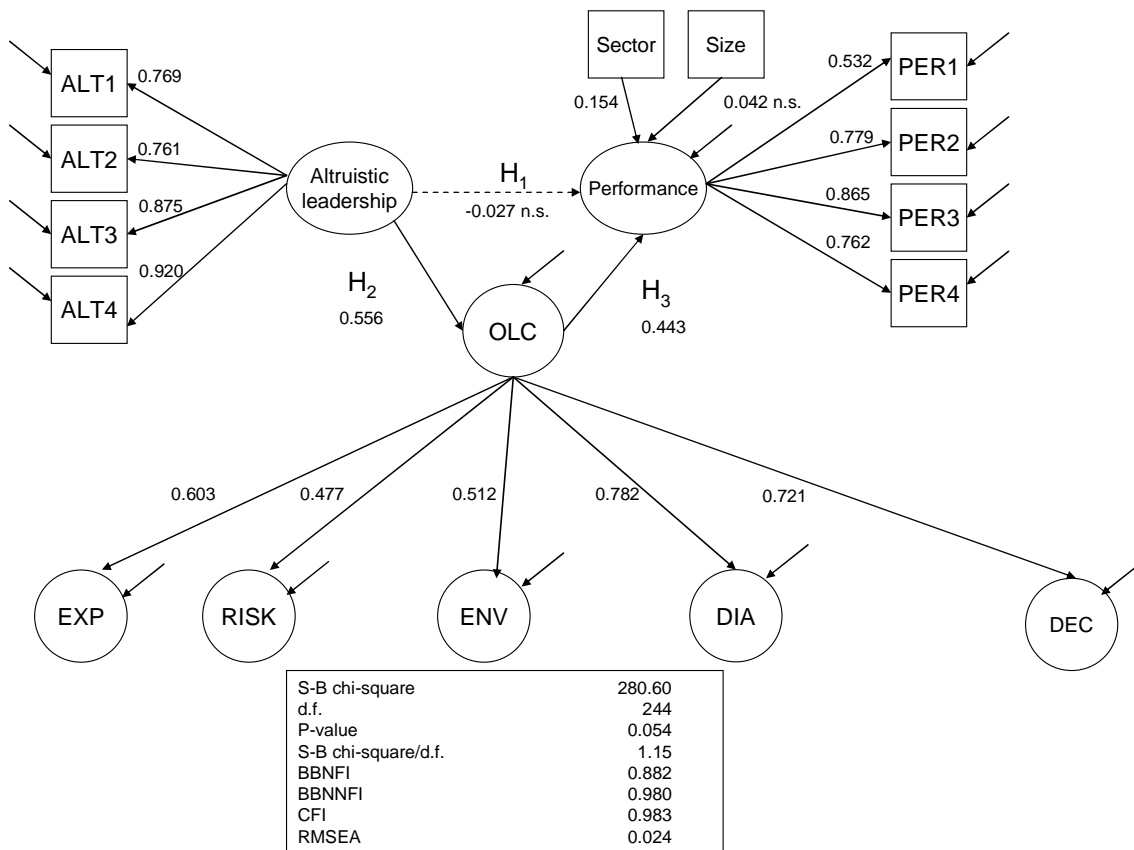 Sector
Size
ALT1
0.769
0.532
PER1
0.154
0.042 n.s.
ALT2
0.761
0.779
PER2
Altruistic
leadership
H1
-0.027 n.s.
Performance
ALT3
0.875
0.865
PER3
ALT4
0.920
0.762
PER4
H2
0.556
OLC
H3
0.443
0.603
0.477
0.512
0.782
0.721
EXP
RISK
ENV
DIA
DEC
S-B chi-square 280.60
d.f. 244
P-value 0.054
S-B chi-square/d.f. 1.15
BBNFI 0.882
BBNNFI 0.980
CFI 0.983
RMSEA 0.024